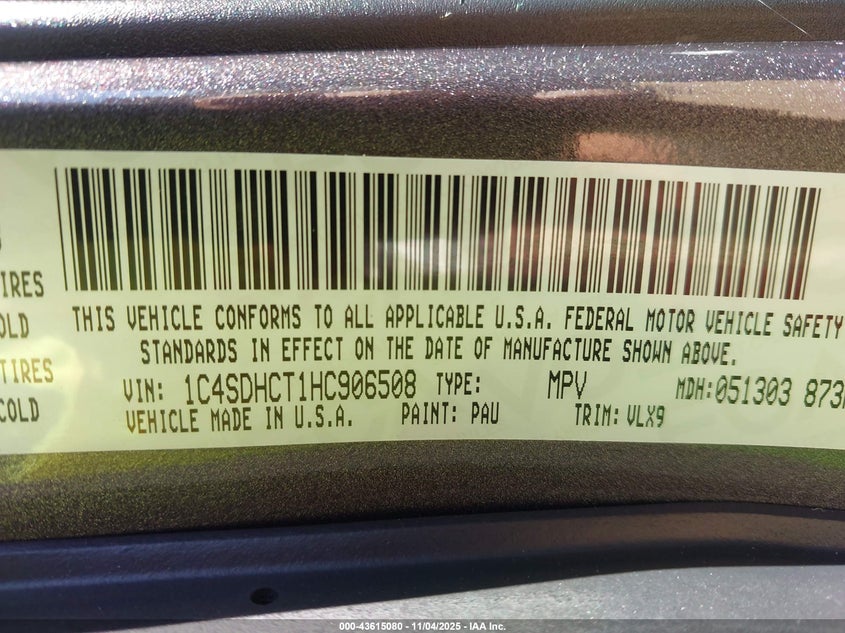 IRES
OLD
TIRES
COLD
THIS VEHICLE CONFORMS TO ALL APPLICABLE U.S.A. FEDERAL MOTOR VEHICLE SAFETY
STANDARDS IN EFFECT ON THE DATE OF MANUFACTURE SHOWN ABOVE.
VIN: 1C4SDHCT1HC906508 TYPE: MPV MDH:051303 873
VEHICLE MADE IN U.S.A. PAINT: PAU TRIM: VLX9
000-43615080 - 11/04/2025 - IAA Inc.